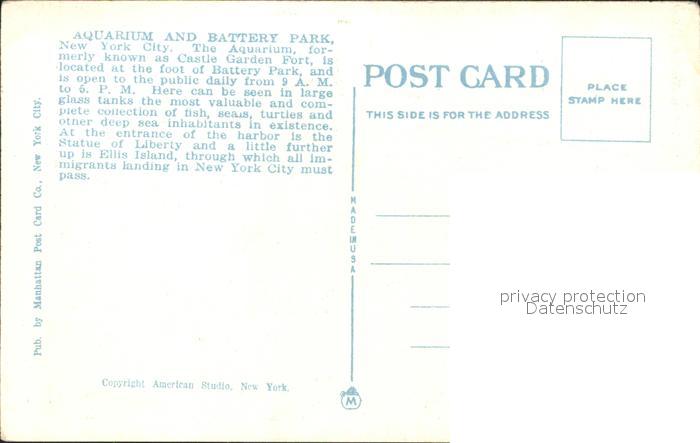 AQUARIUM AND BATTERY PARK,
New York City. The Aquarium, for-
merly known as Castle Garden Fort, is
located at the foot of Battery Park, and
is open to the public daily from 9 A. M.
to 5. P. M. Here can be seen in large
glass tanks the most valuable and com-
plete collection of fish, seals, turtles and
other deep sea inhabitants in existence.
At the entrance of the harbor is the
Statue of Liberty and a little further
up is Ellis Island, through which all im-
migrants landing in New York City must
pass.
Pub. by Manhattan Post Card Co., New York City.
Copyright American Studio, New York.
MADE IN USA
M
POST CARD
THIS SIDE IS FOR THE ADDRESS
PLACE
STAMP HERE
privacy protection
Datenschutz